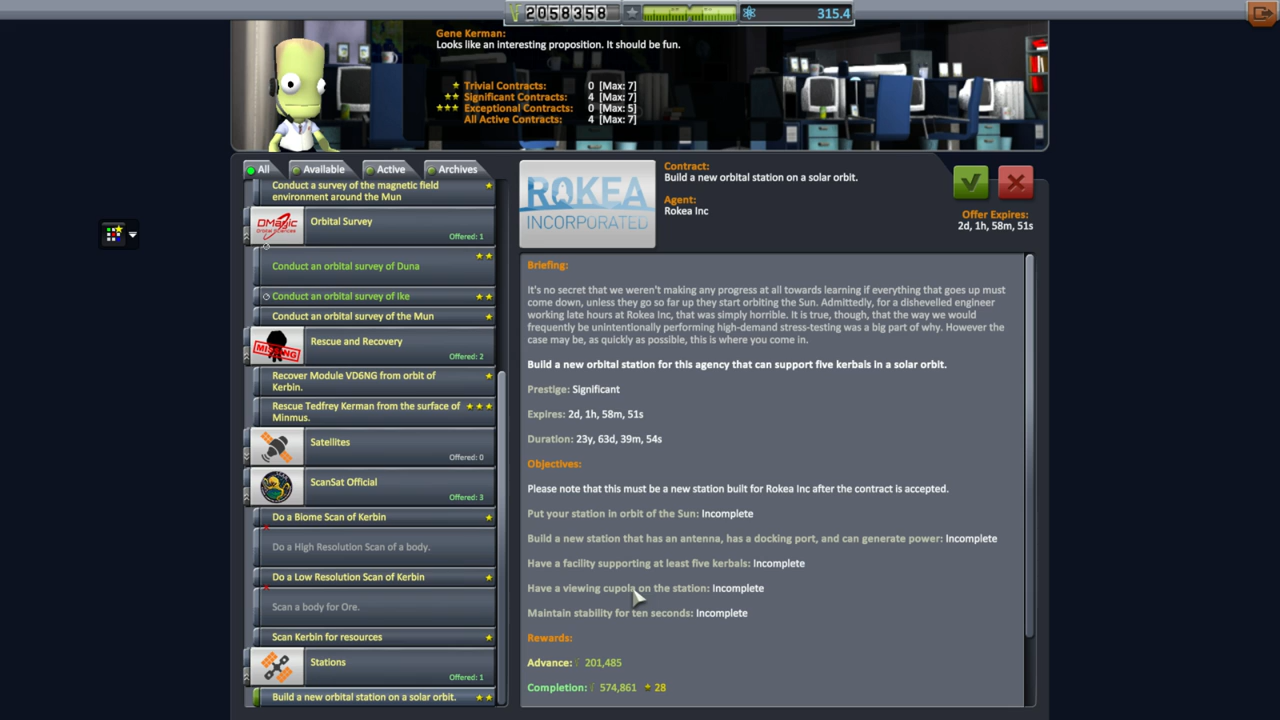 2058358
315.4
Gene Kerman:
Looks like an interesting proposition. It should be fun.
Trivial Contracts: 0 [Max: 7]
Significant Contracts: 4 [Max: 7]
Exceptional Contracts: 0 [Max: 5]
All Active Contracts: 4 [Max: 7]
All
Available
Active
Archives
Conduct a survey of the magnetic field
environment around the Mun
DMagic
Orbital Sciences
Orbital Survey
Offered: 1
Conduct an orbital survey of Duna
Conduct an orbital survey of Ike
Conduct an orbital survey of the Mun
MISSING
Rescue and Recovery
Offered: 2
Recover Module VD6NG from orbit of
Kerbin.
Rescue Tedfrey Kerman from the surface of
Minmus.
Satellites
Offered: 0
ScanSat Official
Offered: 3
Do a Biome Scan of Kerbin
Do a High Resolution Scan of a body.
Do a Low Resolution Scan of Kerbin
Scan a body for Ore.
Scan Kerbin for resources
Stations
Offered: 1
Build a new orbital station on a solar orbit.
ROKEA
INCORPORATED
Contract:
Build a new orbital station on a solar orbit.
Agent:
Rokea Inc
Offer Expires:
2d, 1h, 58m, 51s
Briefing:
It's no secret that we weren't making any progress at all towards learning if everything that goes up must
come down, unless they go so far up they start orbiting the Sun. Admittedly, for a dishevelled engineer
working late hours at Rokea Inc, that was simply horrible. It is true, though, that the way we would
frequently be unintentionally performing high-demand stress-testing was a big part of why. However the
case may be, as quickly as possible, this is where you come in.
Build a new orbital station for this agency that can support five kerbals in a solar orbit.
Prestige: Significant
Expires: 2d, 1h, 58m, 51s
Duration: 23y, 63d, 39m, 54s
Objectives:
Please note that this must be a new station built for Rokea Inc after the contract is accepted.
Put your station in orbit of the Sun: Incomplete
Build a new station that has an antenna, has a docking port, and can generate power: Incomplete
Have a facility supporting at least five kerbals: Incomplete
Have a viewing cupola on the station: Incomplete
Maintain stability for ten seconds: Incomplete
Rewards:
Advance: 201,485
Completion: 574,861 28